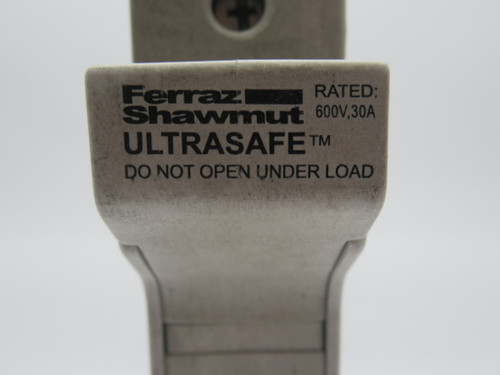 Ferraz
Shawmut
RATED:
600V,30A
ULTRASAFE™
DO NOT OPEN UNDER LOAD